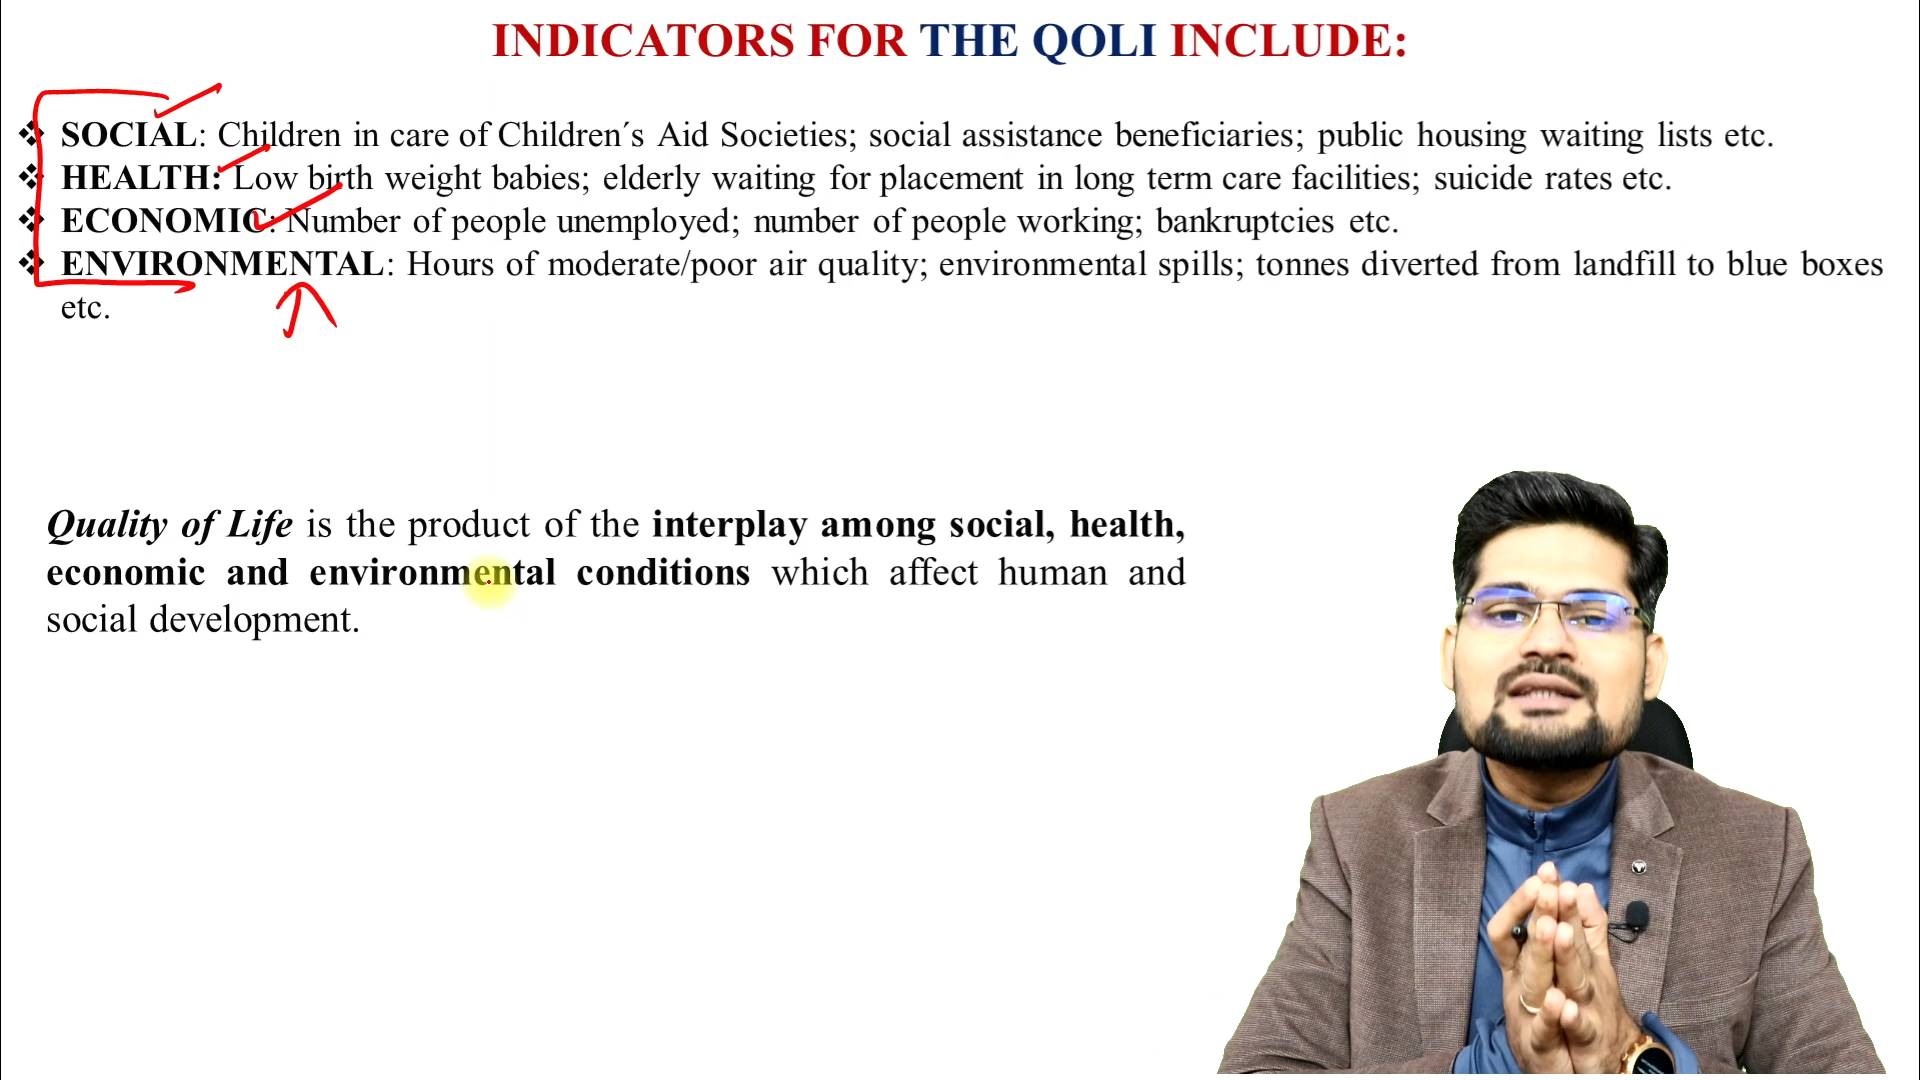 INDICATORS FOR THE QOLI INCLUDE:
❖ SOCIAL: Children in care of Children´s Aid Societies; social assistance beneficiaries; public housing waiting lists etc.
❖ HEALTH: Low birth weight babies; elderly waiting for placement in long term care facilities; suicide rates etc.
❖ ECONOMIC: Number of people unemployed; number of people working; bankruptcies etc.
❖ ENVIRONMENTAL: Hours of moderate/poor air quality; environmental spills; tonnes diverted from landfill to blue boxes
etc.
Quality of Life is the product of the interplay among social, health,
economic and environmental conditions which affect human and
social development.